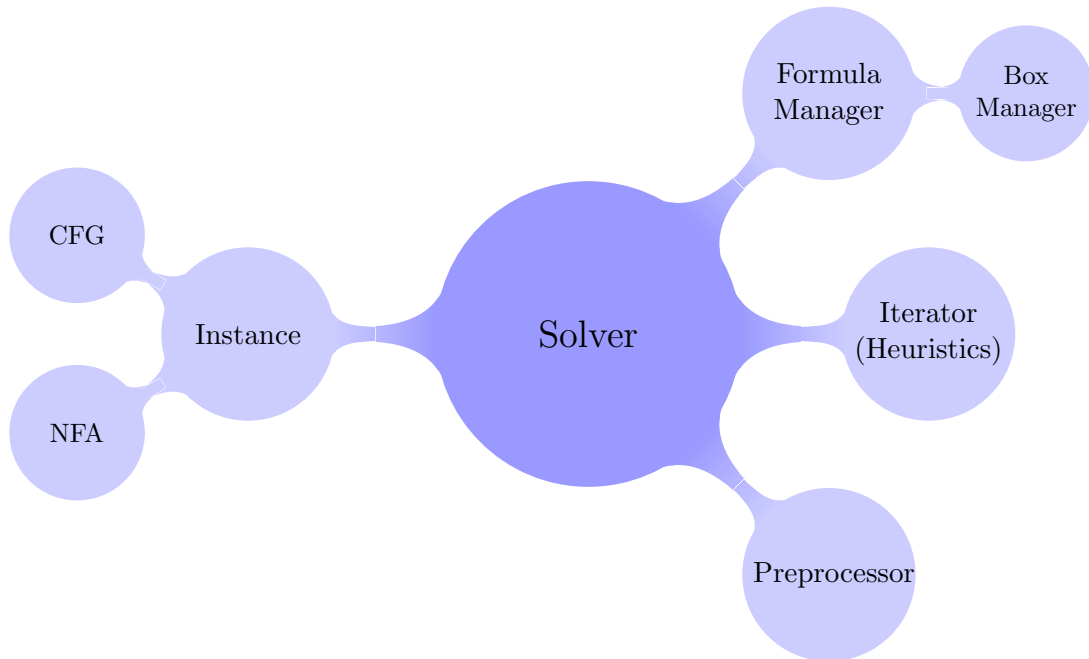 Formula
Manager
Box
Manager
CFG
Instance
NFA
Solver
Iterator
(Heuristics)
Preprocessor